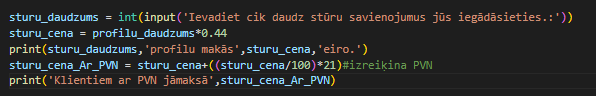 sturu_daudzums = int(input('Ievadiet cik daudz stūru savienojumus jūs iegādāsieties.:'))
sturu_cena = profilu_daudzums*0.44
print(sturu_daudzums,'profilu makās',sturu_cena,'eiro.')
sturu_cena_Ar_PVN = sturu_cena+((sturu_cena/100)*21)#izreiķina PVN
print('Klientiem ar PVN jāmaksā',sturu_cena_Ar_PVN)